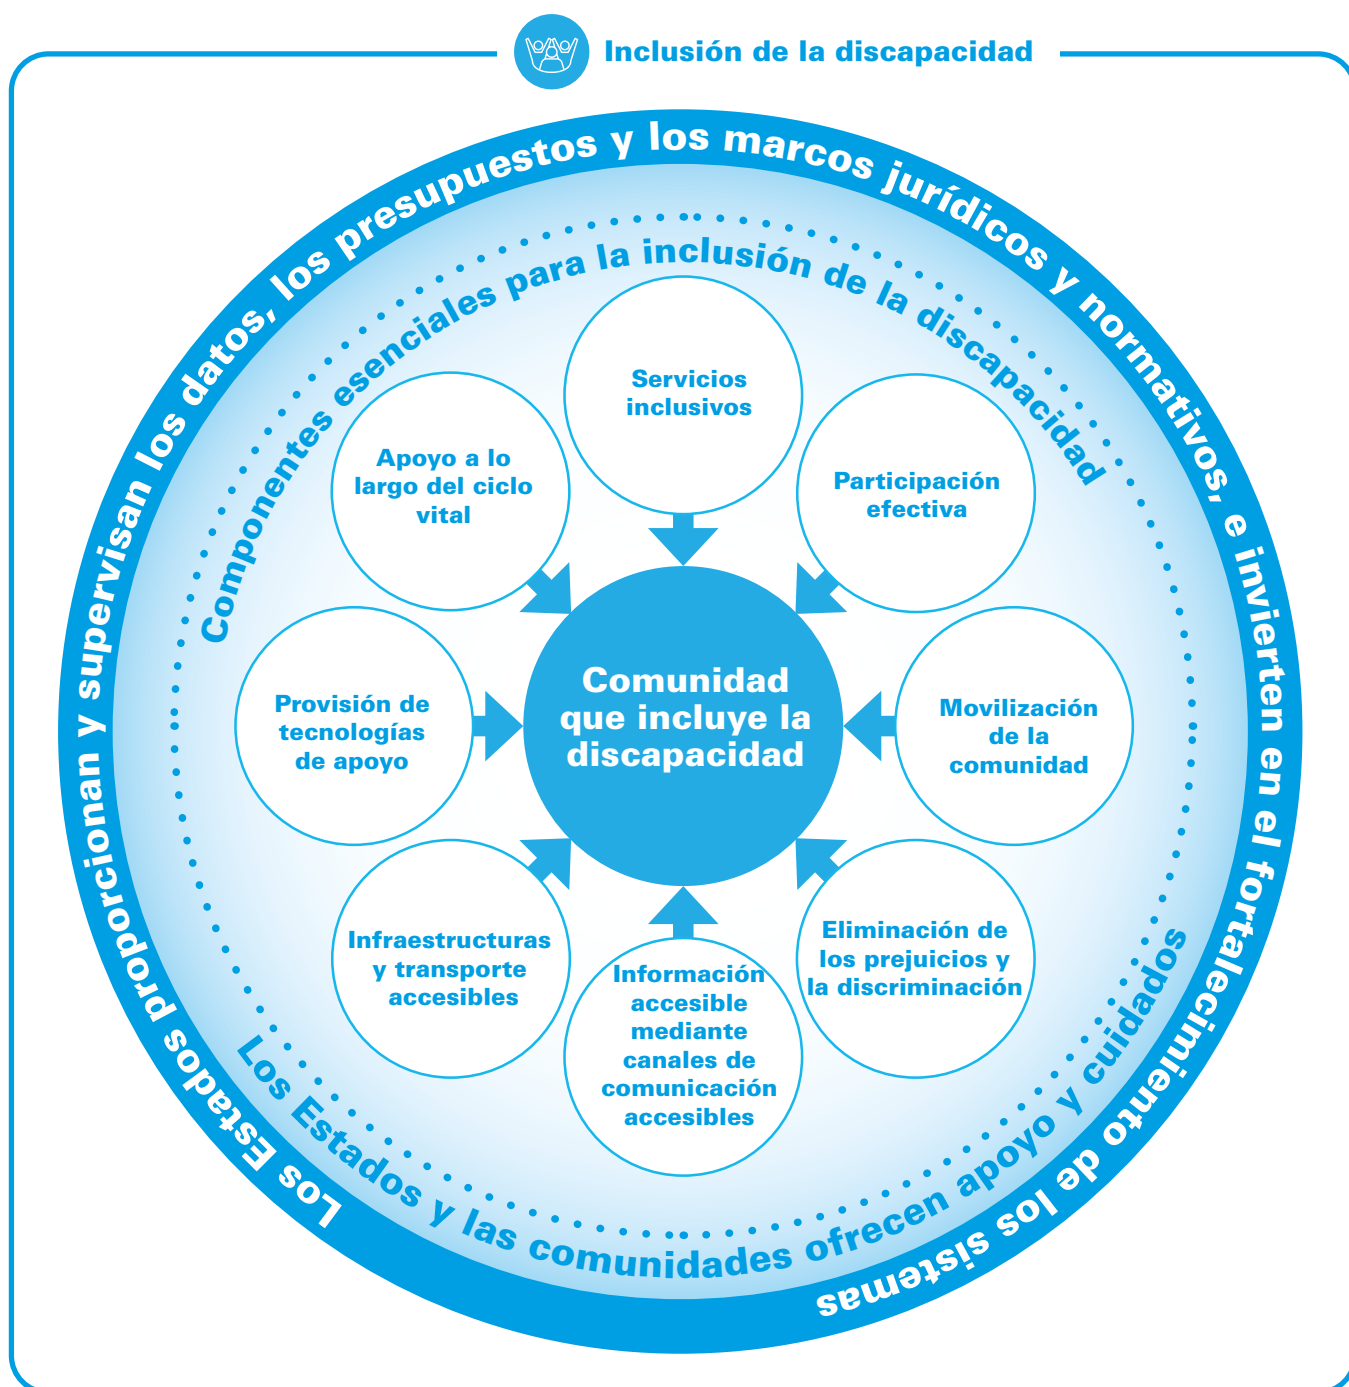 Inclusión de la discapacidad
Los Estados proporcionan y supervisan los datos, los presupuestos y los marcos jurídicos y normativos, e invierten en el fortalecimiento de los sistemas
Componentes esenciales para la inclusión de la discapacidad
Servicios
inclusivos
Participación
efectiva
Movilización
de la
comunidad
Eliminación de
los prejuicios y
la discriminación
Información
accesible
mediante
canales de
comunicación
accesibles
Infraestructuras
y transporte
accesibles
Provisión de
tecnologías
de apoyo
Apoyo a lo
largo del ciclo
vital
Comunidad
que incluye la
discapacidad
Los Estados y las comunidades ofrecen apoyo y cuidados